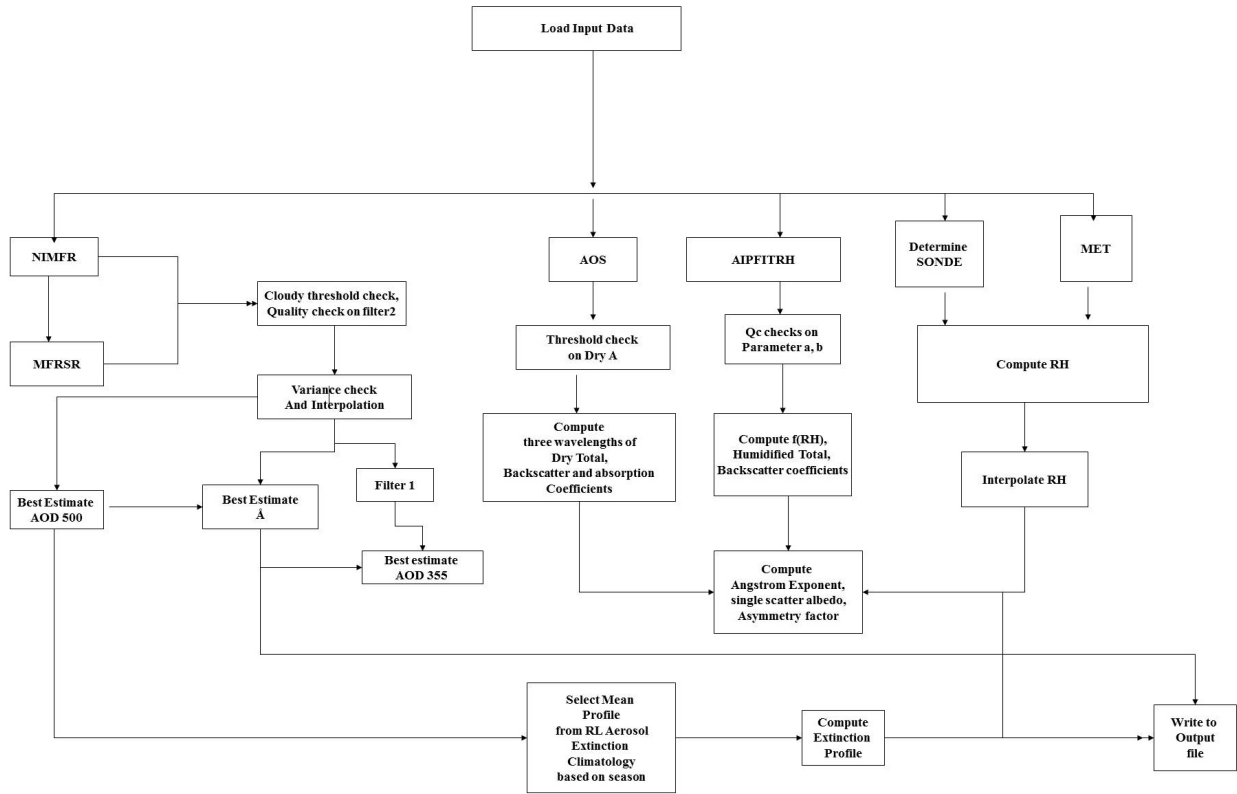 Load Input Data
NIMFR
MFRSR
Cloudy threshold check,
Quality check on filter2
Variance check
And Interpolation
Filter 1
Best Estimate
AOD 500
Best Estimate
Å
Best estimate
AOD 355
AOS
Threshold check
on Dry A
Compute
three wavelengths of
Dry Total,
Backscatter and absorption
Coefficients
AIPFITRH
Qc checks on
Parameter a, b
Compute f(RH),
Humidified Total,
Backscatter coefficients
Determine
SONDE
MET
Compute RH
Interpolate RH
Compute
Angstrom Exponent,
single scatter albedo,
Asymmetry factor
Select Mean
Profile
from RL Aerosol
Extinction
Climatology
based on season
Compute
Extinction
Profile
Write to
Output
file